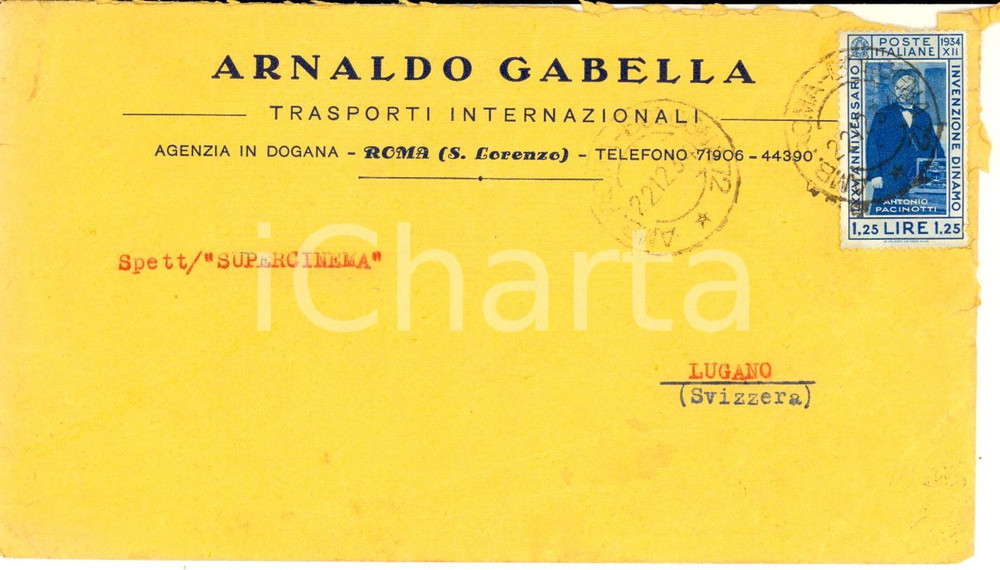 ARNALDO GABELLA
TRASPORTI INTERNAZIONALI
AGENZIA IN DOGANA - ROMA (S. Lorenzo) - TELEFONO 71906 - 44390
POSTE ITALIANE 1934 XII
ANNIVERSARIO INVENZIONE DINAMO
ANTONIO PACINOTTI
1,25 LIRE 1.25
Spett/"SUPERCINEMA"
iCharta
LUGANO
(Svizzera)